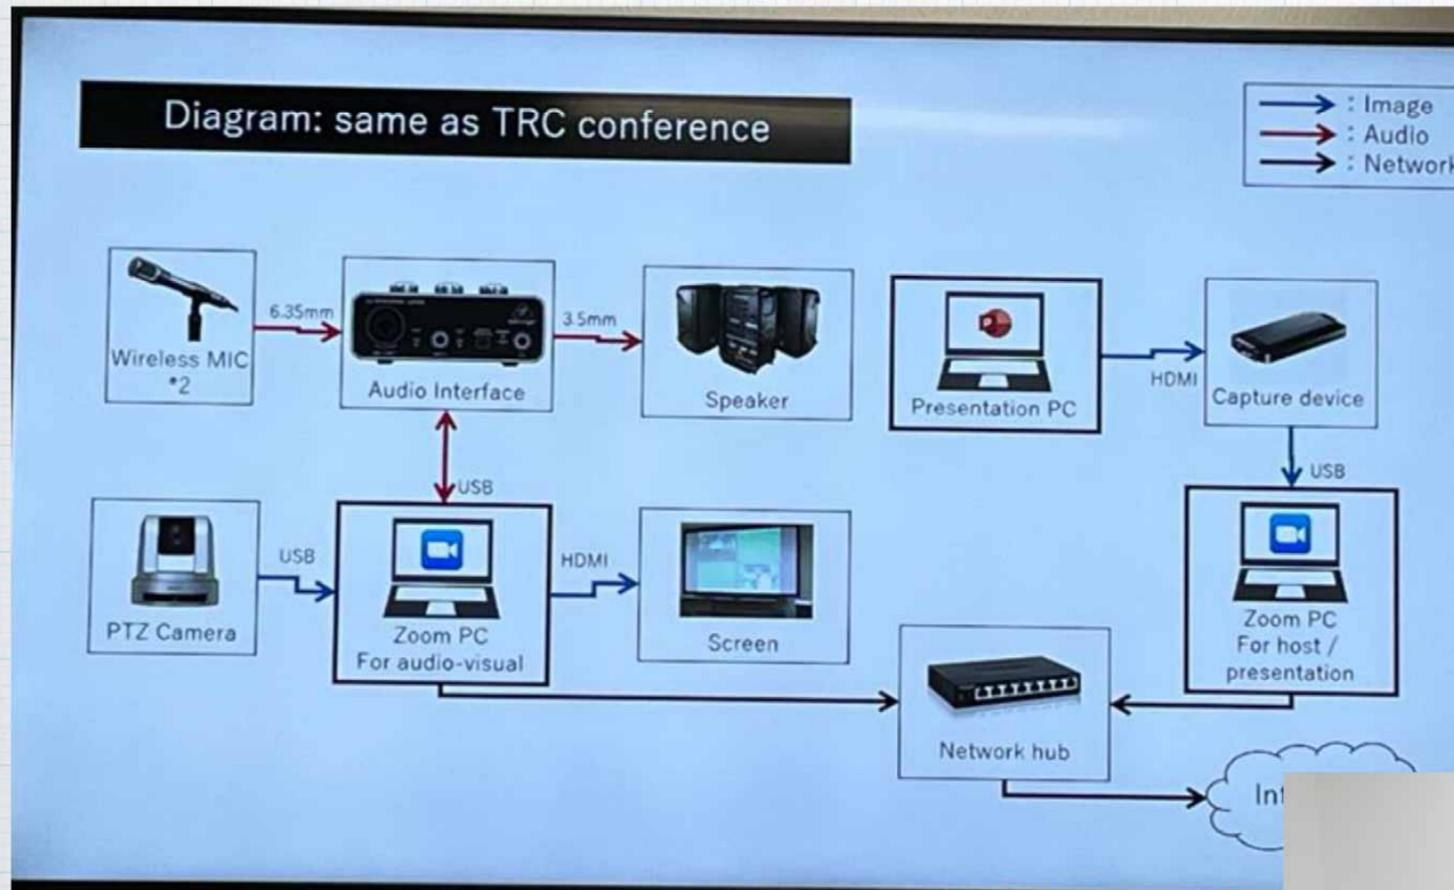 Diagram: same as TRC conference
: Image
: Audio
: Network
6.35mm
Wireless MIC
*2
Audio Interface
3.5mm
Speaker
Presentation PC
HDMI
Capture device
USB
USB
PTZ Camera
USB
Zoom PC
For audio-visual
HDMI
Screen
Zoom PC
For host /
presentation
Network hub